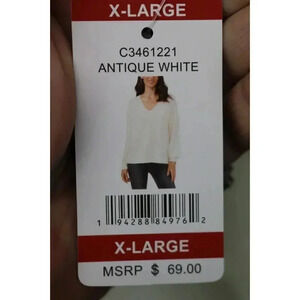 X-LARGE
C3461221
ANTIQUE WHITE
1 94288 84976 2
X-LARGE
MSRP $ 69.00